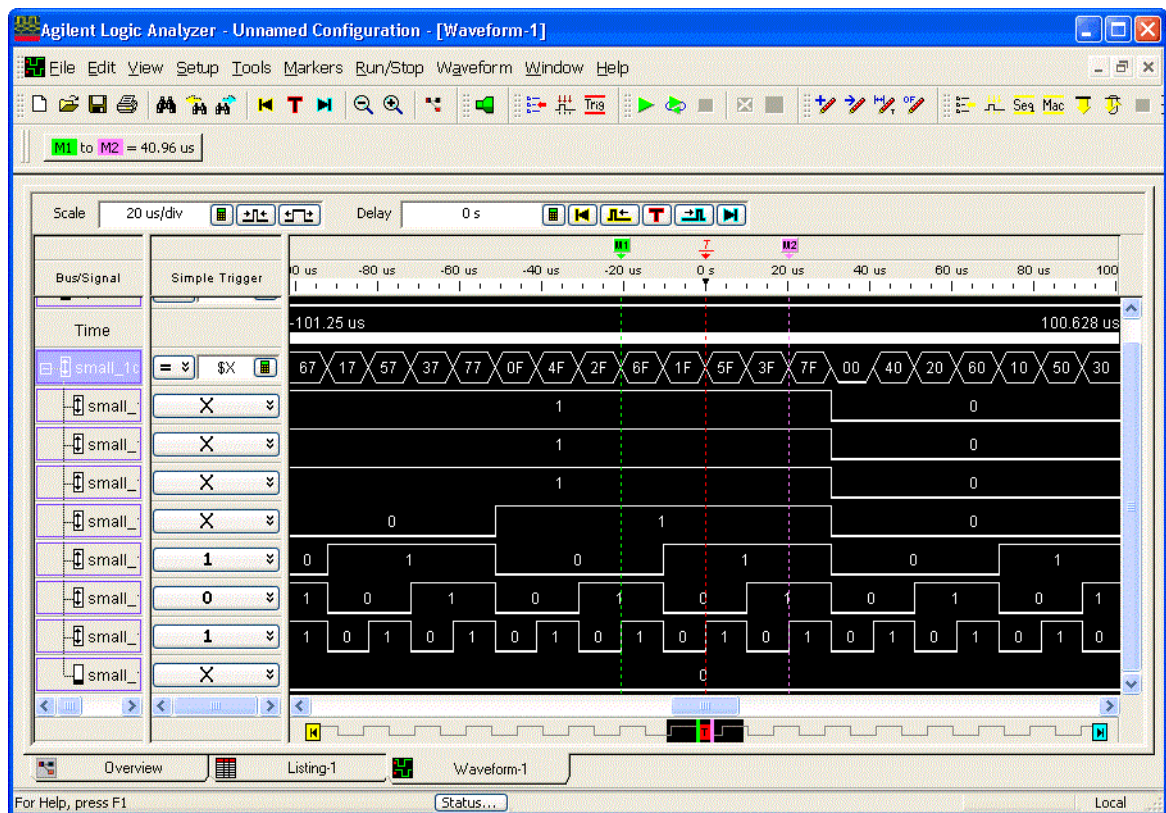 Agilent Logic Analyzer - Unnamed Configuration - [Waveform-1]
File Edit View Setup Tools Markers Run/Stop Waveform Window Help
T Trig Seq Mac
M1 to M2 = 40.96 us
Scale 20 us/div Delay 0 s T
M1 T M2
Bus/Signal Simple Trigger 0 us -80 us -60 us -40 us -20 us 0 s 20 us 40 us 60 us 80 us 100
Time -101.25 us 100.628 us
small_1c = $X 67 17 57 37 77 0F 4F 2F 6F 1F 5F 3F 7F 00 40 20 60 10 50 30
small_ X 1 0
small_ X 1 0
small_ X 1 0
small_ X 0 1 0
small_ 1 0 1 0 1 0 1
small_ 0 1 0 1 0 1 0 1 0 1 0 1
small_ 1 1 0 1 0 1 0 1 0 1 0 1 0 1 0 1 0 1 0 1 0
small_ X 0
T
Overview Listing-1 Waveform-1
For Help, press F1 Status... Local